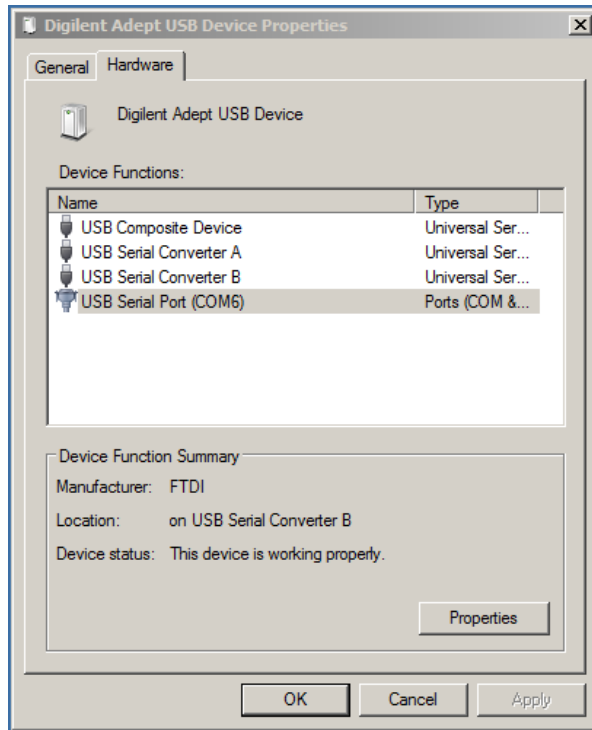 Digilent Adept USB Device Properties
General Hardware
Digilent Adept USB Device
Device Functions:
Name Type
USB Composite Device Universal Ser...
USB Serial Converter A Universal Ser...
USB Serial Converter B Universal Ser...
USB Serial Port (COM6) Ports (COM &...
Device Function Summary
Manufacturer: FTDI
Location: on USB Serial Converter B
Device status: This device is working properly.
Properties
OK Cancel Apply